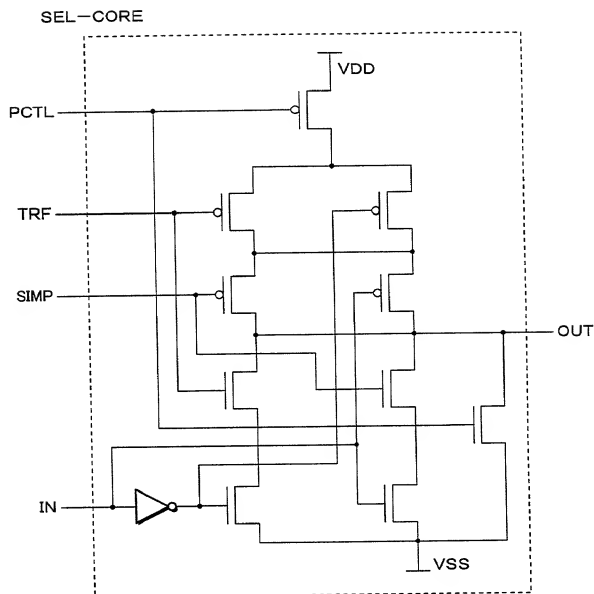 SEL-CORE
VDD
PCTL
TRF
SIMP
OUT
IN
VSS